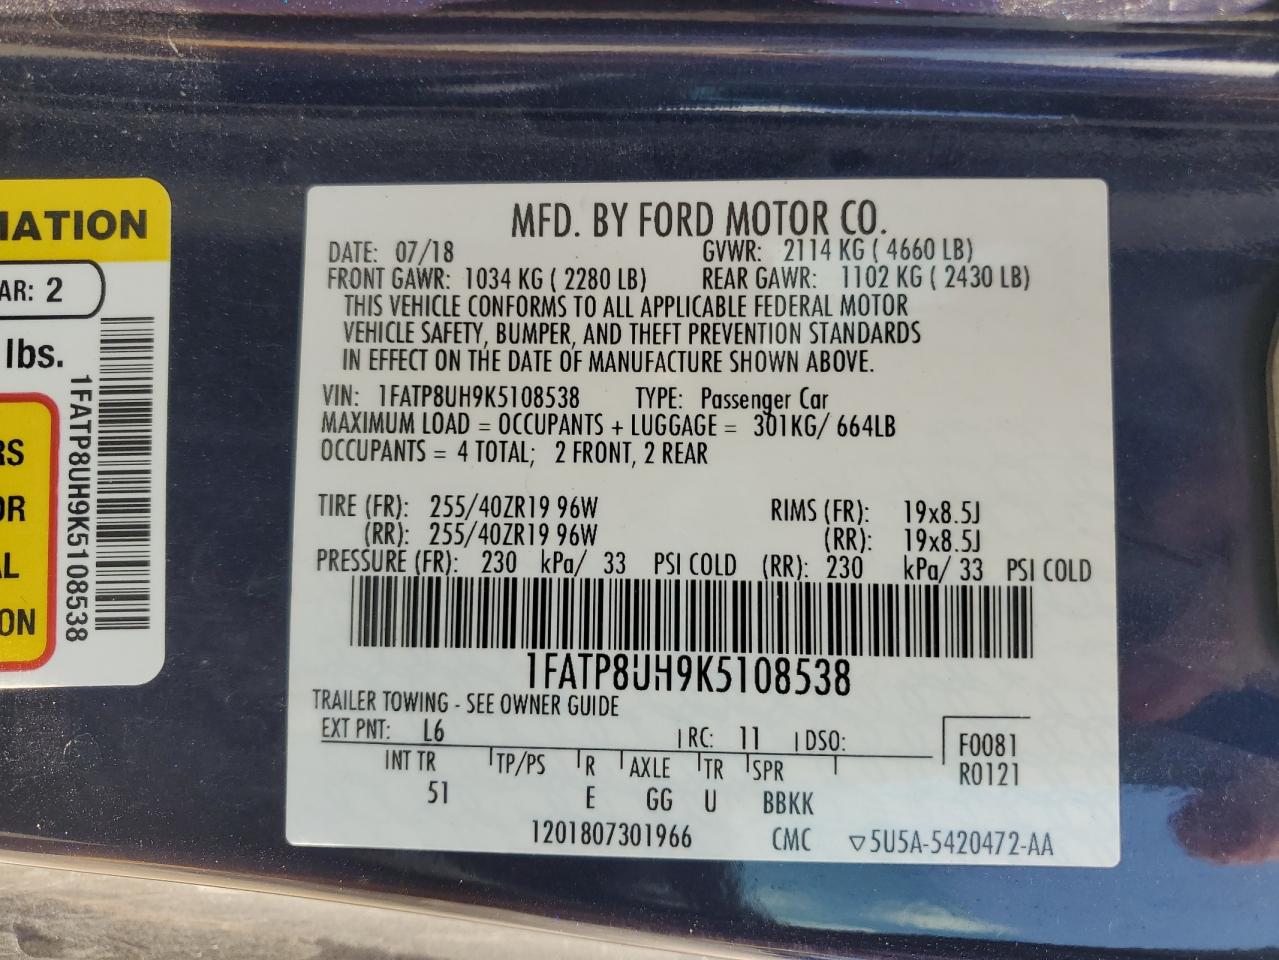 MATION
AR: 2
lbs.
RS
OR
AL
ON
1FATP8UH9K5108538
MFD. BY FORD MOTOR CO.
DATE: 07/18 GVWR: 2114 KG ( 4660 LB)
FRONT GAWR: 1034 KG ( 2280 LB) REAR GAWR: 1102 KG ( 2430 LB)
THIS VEHICLE CONFORMS TO ALL APPLICABLE FEDERAL MOTOR
VEHICLE SAFETY, BUMPER, AND THEFT PREVENTION STANDARDS
IN EFFECT ON THE DATE OF MANUFACTURE SHOWN ABOVE.
VIN: 1FATP8UH9K5108538 TYPE: Passenger Car
MAXIMUM LOAD = OCCUPANTS + LUGGAGE = 301KG/ 664LB
OCCUPANTS = 4 TOTAL; 2 FRONT, 2 REAR
TIRE (FR): 255/40ZR19 96W RIMS (FR): 19x8.5J
(RR): 255/40ZR19 96W (RR): 19x8.5J
PRESSURE (FR): 230 kPa/ 33 PSI COLD (RR): 230 kPa/ 33 PSI COLD
1FATP8UH9K5108538
TRAILER TOWING - SEE OWNER GUIDE
EXT PNT: L6 RC: 11 DSO: F0081
INT TR TP/PS R AXLE TR SPR R0121
51 E GG U BBKK
1201807301966 CMC ▽5U5A-5420472-AA